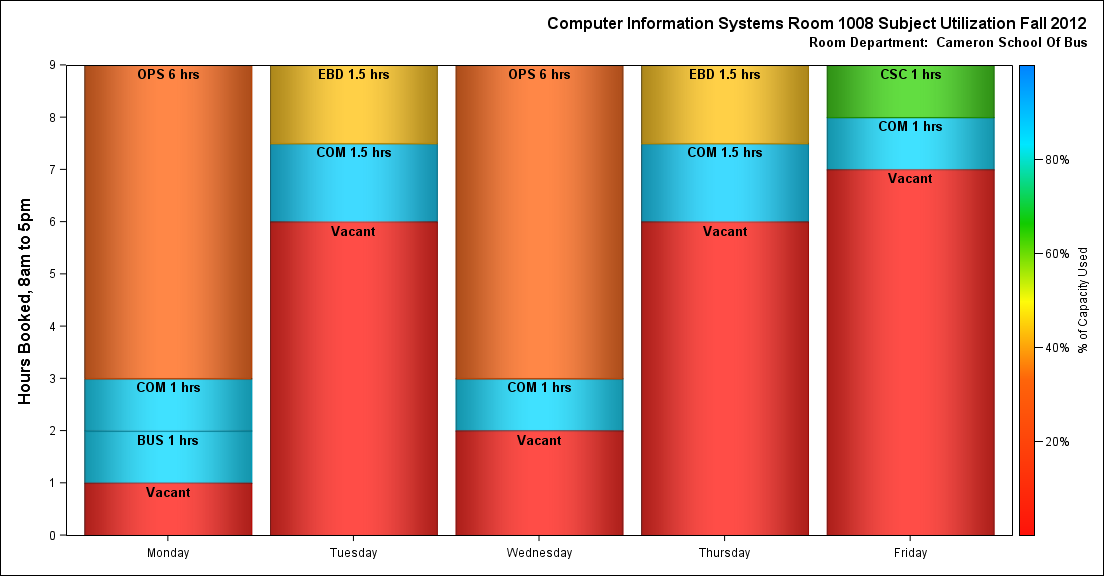 Computer Information Systems Room 1008 Subject Utilization Fall 2012
Room Department:  Cameron School Of Bus
Hours Booked, 8am to 5pm
9
8
7
6
5
4
3
2
1
0
OPS 6 hrs
COM 1 hrs
BUS 1 hrs
Vacant
EBD 1.5 hrs
COM 1.5 hrs
Vacant
OPS 6 hrs
COM 1 hrs
Vacant
EBD 1.5 hrs
COM 1.5 hrs
Vacant
CSC 1 hrs
COM 1 hrs
Vacant
Monday
Tuesday
Wednesday
Thursday
Friday
80%
60%
40%
20%
% of Capacity Used